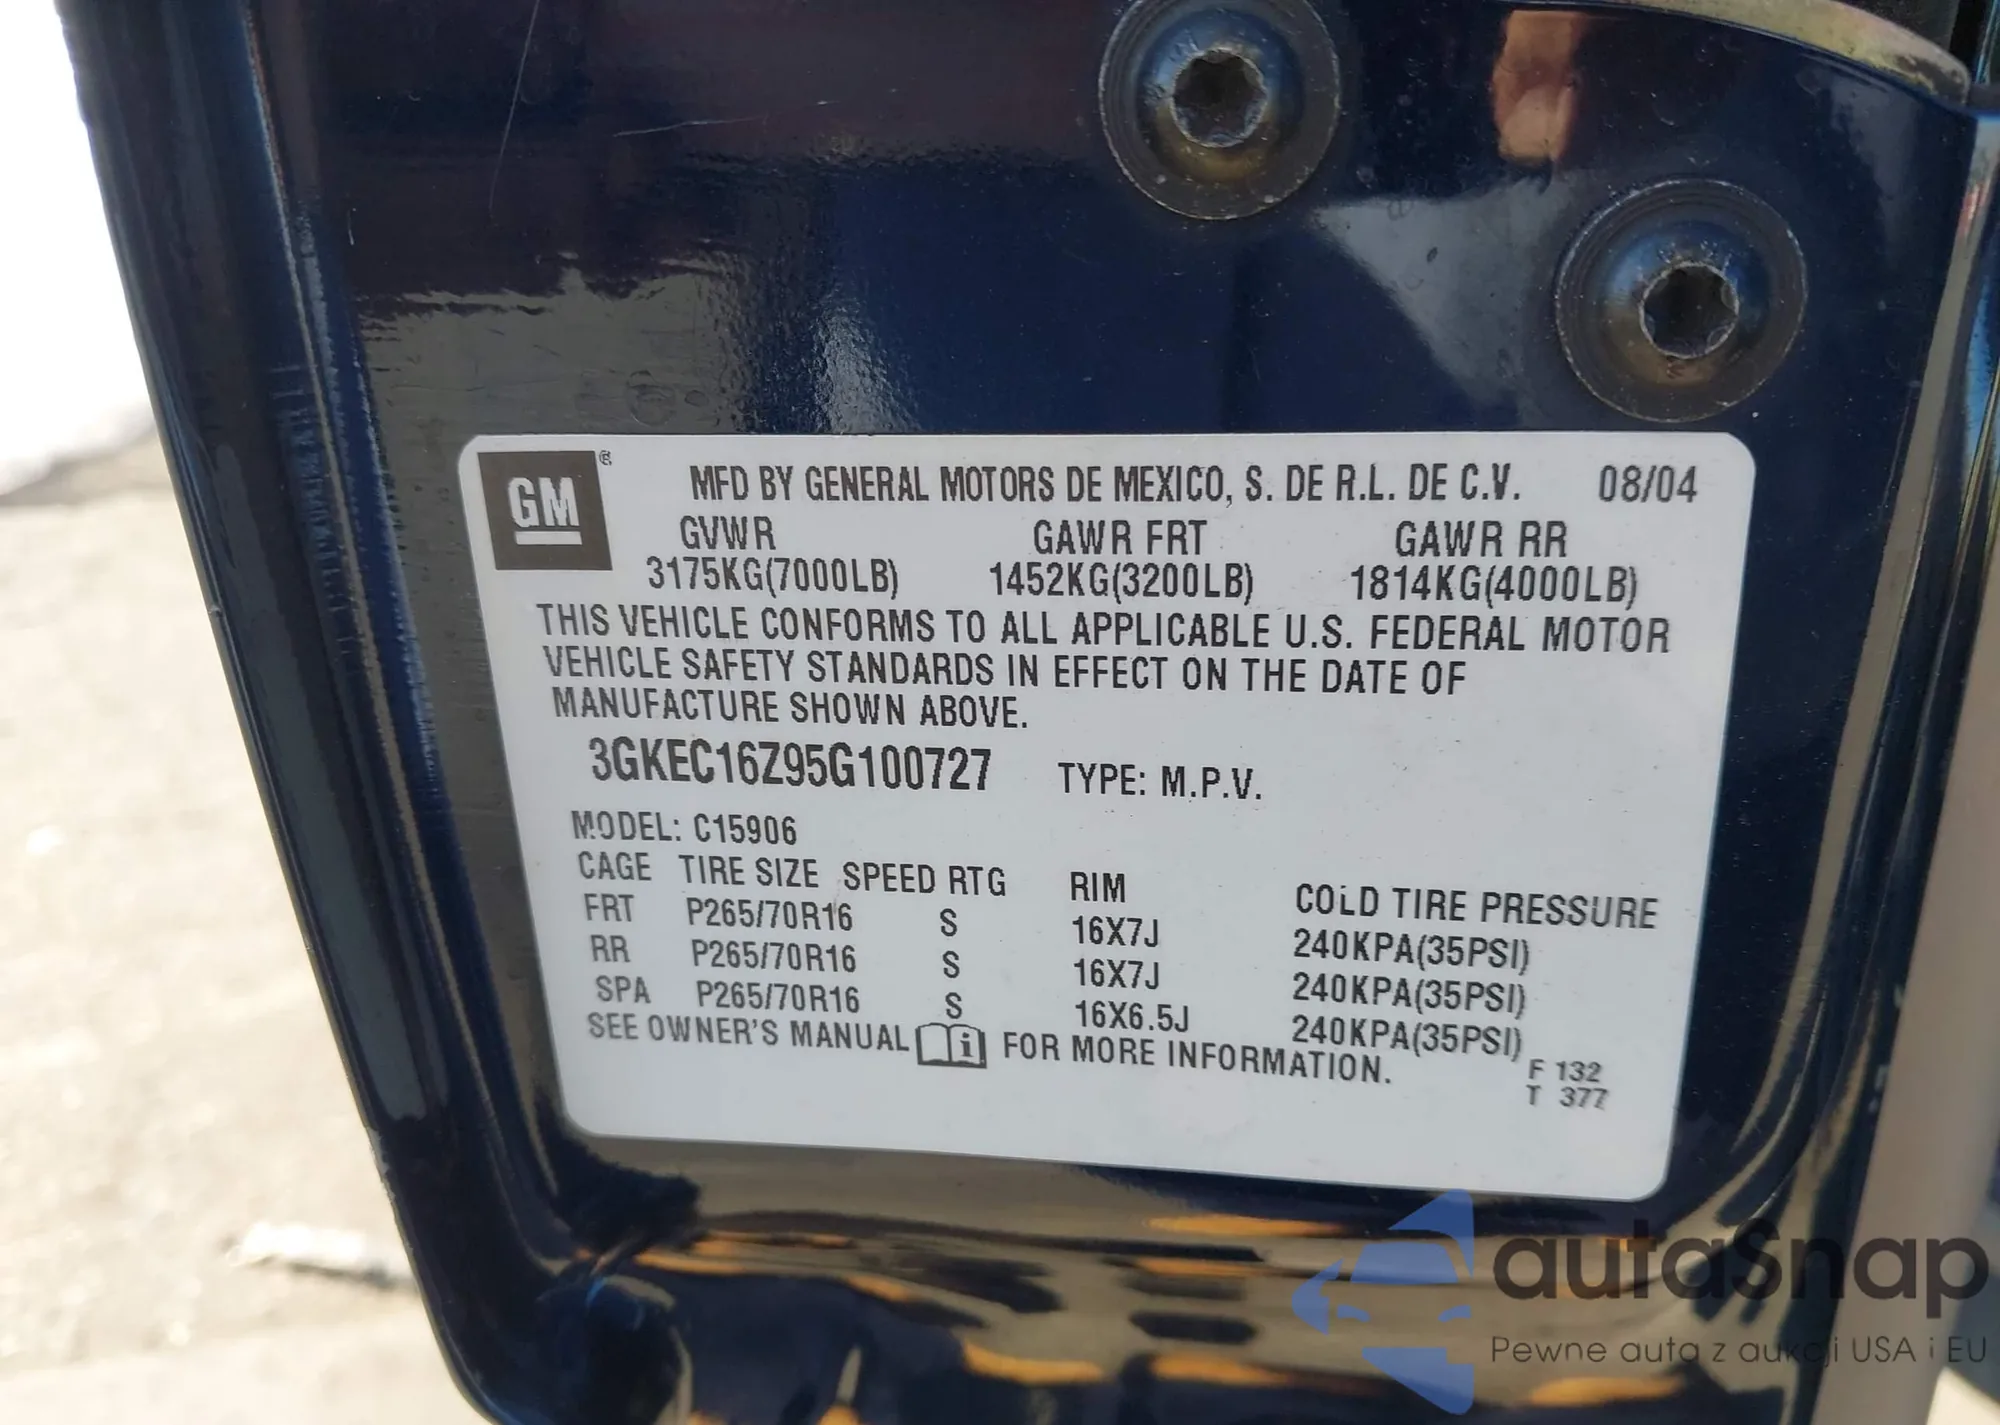 GM ®
MFD BY GENERAL MOTORS DE MEXICO, S. DE R.L. DE C.V. 08/04
GVWR GAWR FRT GAWR RR
3175KG(7000LB) 1452KG(3200LB) 1814KG(4000LB)
THIS VEHICLE CONFORMS TO ALL APPLICABLE U.S. FEDERAL MOTOR
VEHICLE SAFETY STANDARDS IN EFFECT ON THE DATE OF
MANUFACTURE SHOWN ABOVE.
3GKEC16Z95G100727 TYPE: M.P.V.
MODEL: C15906
CAGE TIRE SIZE SPEED RTG RIM COLD TIRE PRESSURE
FRT P265/70R16 S 16X7J 240KPA(35PSI)
RR P265/70R16 S 16X7J 240KPA(35PSI)
SPA P265/70R16 S 16X6.5J 240KPA(35PSI)
SEE OWNER'S MANUAL i FOR MORE INFORMATION.
F 132
T 377
autaSnap
Pewne auta z aukcji USA i EU